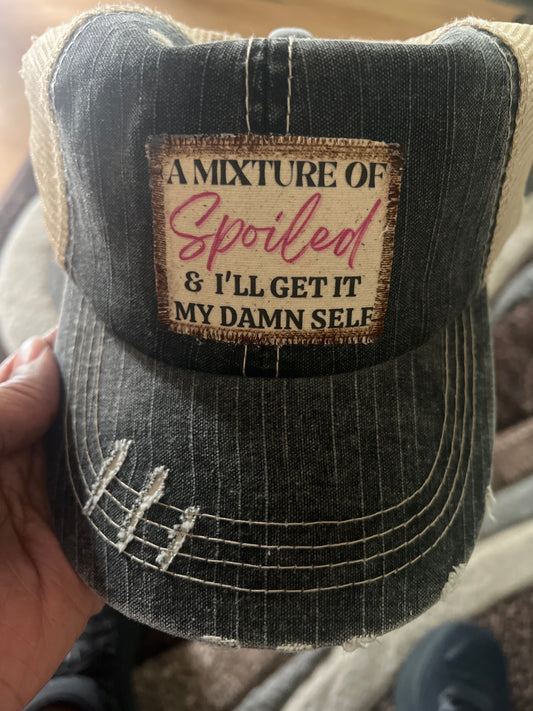 A MIXTURE OF
Spoiled
& I'LL GET IT
MY DAMN SELF